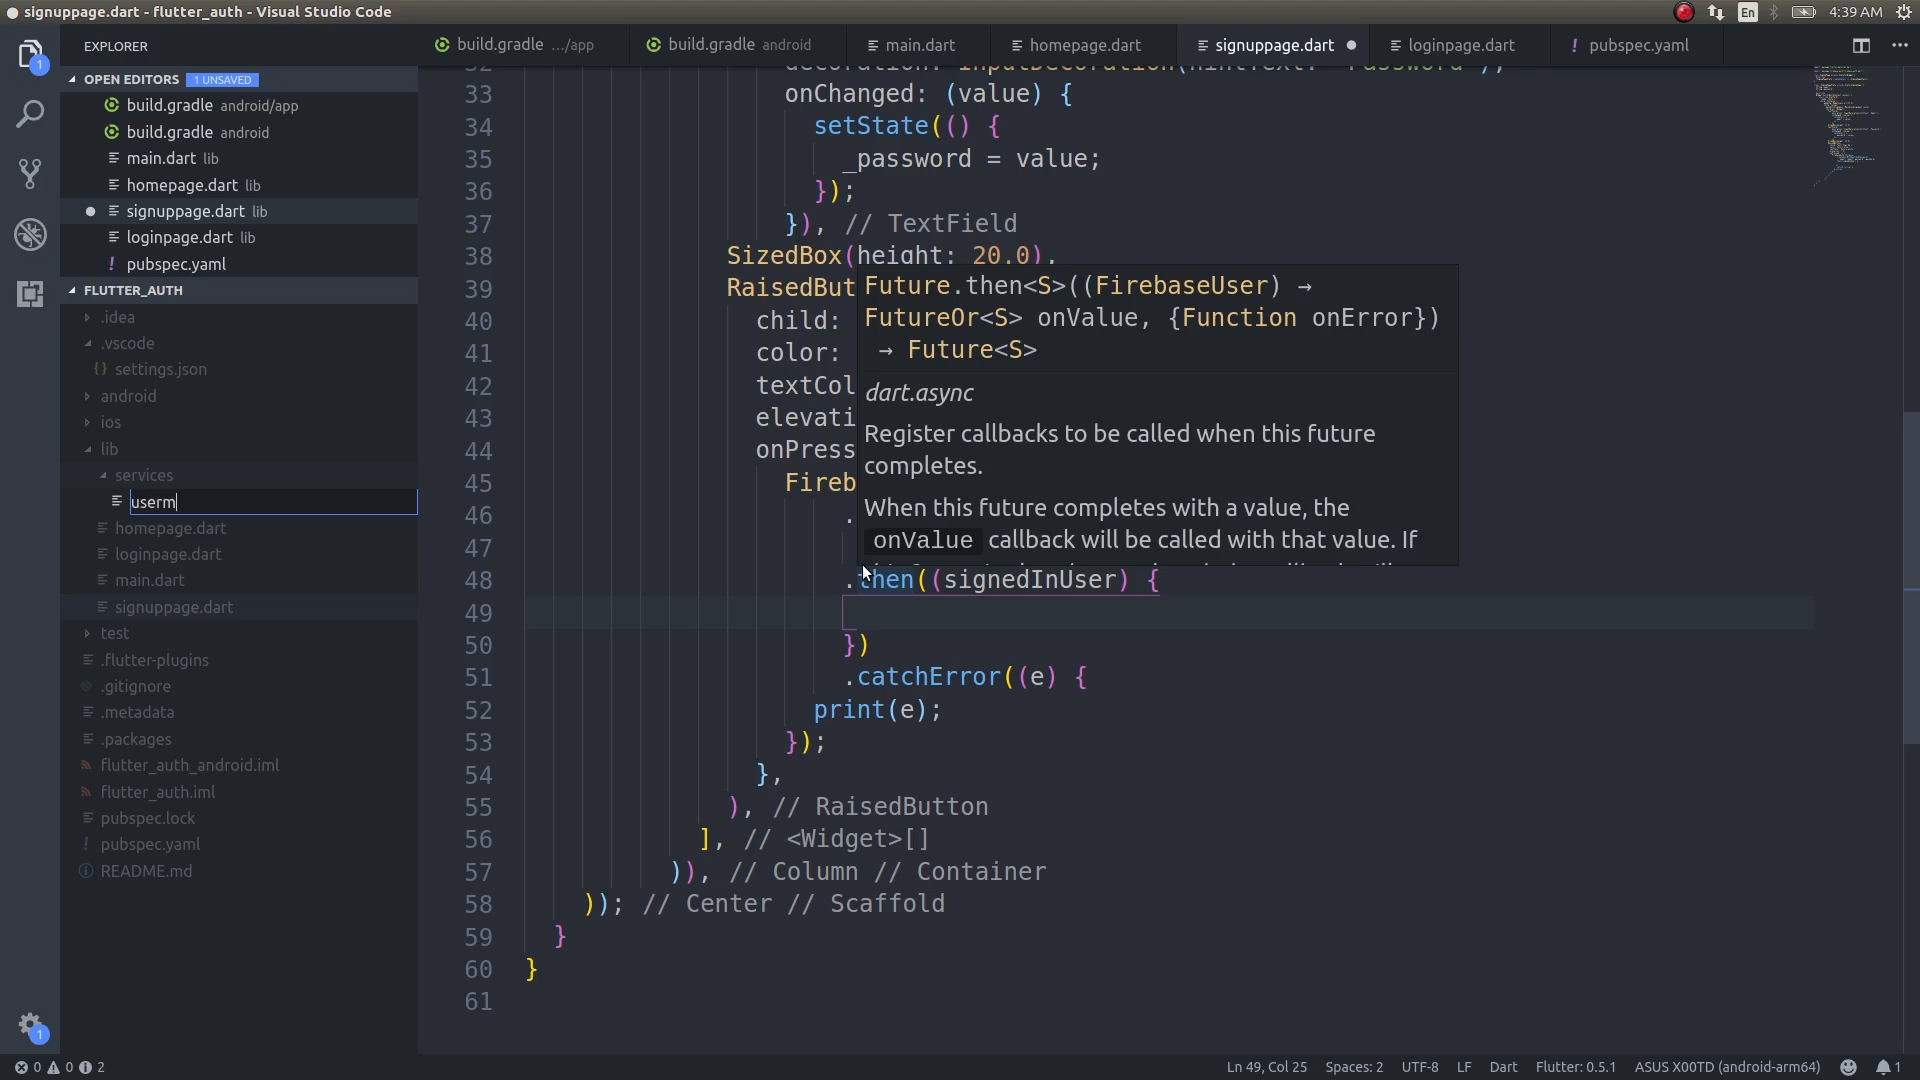 signuppage.dart - flutter_auth - Visual Studio Code
En
4:39 AM
EXPLORER
build.gradle .../app
build.gradle android
main.dart
homepage.dart
signuppage.dart
loginpage.dart
! pubspec.yaml
OPEN EDITORS 1 UNSAVED
build.gradle android/app
build.gradle android
main.dart lib
homepage.dart lib
signuppage.dart lib
loginpage.dart lib
! pubspec.yaml
FLUTTER_AUTH
.idea
.vscode
{} settings.json
android
ios
lib
services
userm
homepage.dart
loginpage.dart
main.dart
signuppage.dart
test
.flutter-plugins
.gitignore
.metadata
.packages
flutter_auth_android.iml
flutter_auth.iml
pubspec.lock
! pubspec.yaml
README.md
1
1
33 onChanged: (value) {
34 setState(() {
35 _password = value;
36 });
37 }), // TextField
38 SizedBox(height: 20.0),
39 RaisedBut
40 child:
41 color:
42 textCol
43 elevati
44 onPress
45 Fireb
46 .
47
48 .then((signedInUser) {
49
50 })
51 .catchError((e) {
52 print(e);
53 });
54 },
55 ), // RaisedButton
56 ], // <Widget>[]
57 )), // Column // Container
58 )); // Center // Scaffold
59 }
60 }
61
Future.then<S>((FirebaseUser) →
FutureOr<S> onValue, {Function onError})
→ Future<S>
dart.async
Register callbacks to be called when this future
completes.
When this future completes with a value, the
onValue callback will be called with that value. If
0 0 2
Ln 49, Col 25 Spaces: 2 UTF-8 LF Dart Flutter: 0.5.1 ASUS X00TD (android-arm64) 1